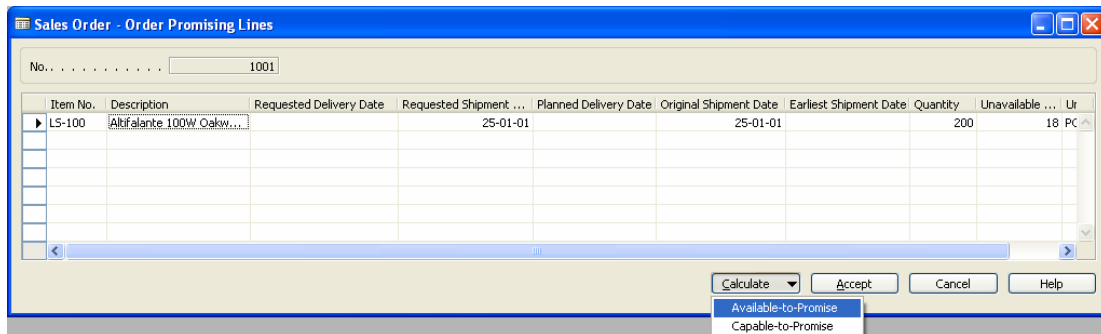 Sales Order - Order Promising Lines
No.. . . . . . . . . . . 1001
Item No. Description Requested Delivery Date Requested Shipment ... Planned Delivery Date Original Shipment Date Earliest Shipment Date Quantity Unavailable ... Ur
LS-100 Altifalante 100W Oakw... 25-01-01 25-01-01 200 18 PC
Calculate Accept Cancel Help
Available-to-Promise
Capable-to-Promise